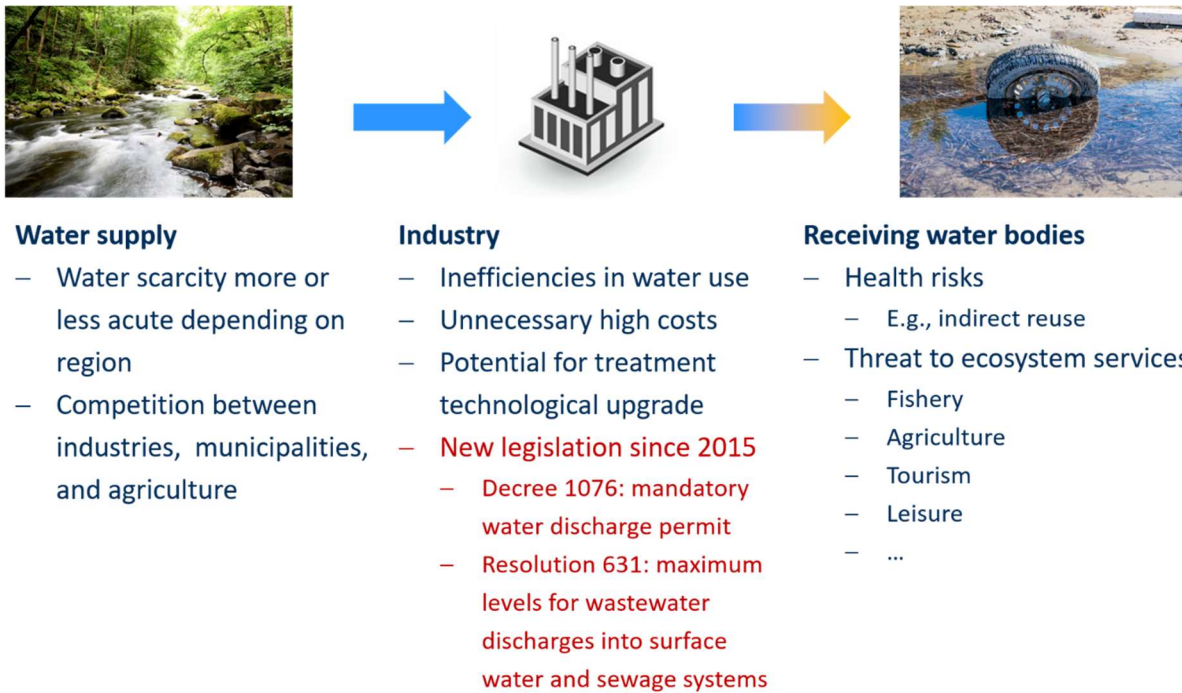 Water supply
– Water scarcity more or
less acute depending on
region
– Competition between
industries, municipalities,
and agriculture
Industry
– Inefficiencies in water use
– Unnecessary high costs
– Potential for treatment
technological upgrade
– New legislation since 2015
– Decree 1076: mandatory
water discharge permit
– Resolution 631: maximum
levels for wastewater
discharges into surface
water and sewage systems
Receiving water bodies
– Health risks
– E.g., indirect reuse
– Threat to ecosystem services
– Fishery
– Agriculture
– Tourism
– Leisure
– ...